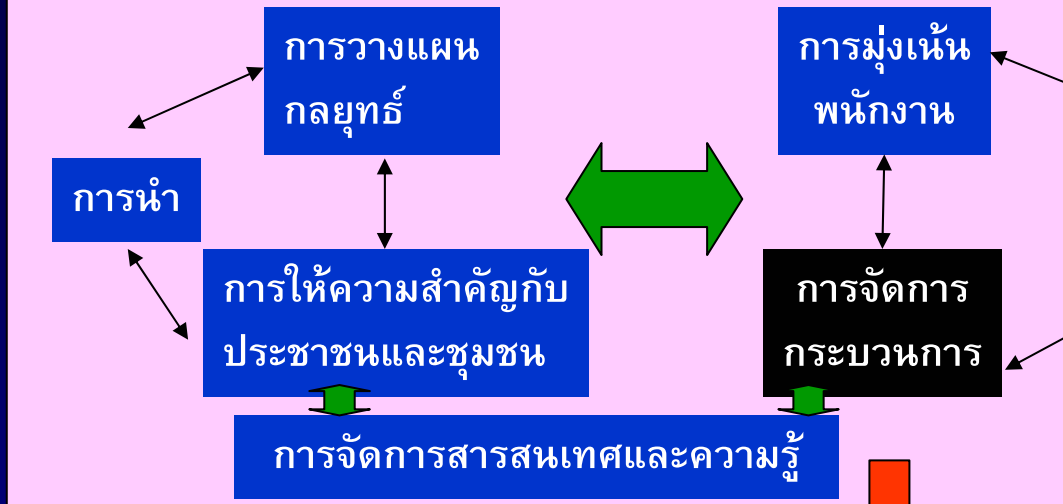 การวางแผน
กลยุทธ์
การมุ่งเน้น
พนักงาน
การนำ
การให้ความสำคัญกับ
ประชาชนและชุมชน
การจัดการ
กระบวนการ
การจัดการสารสนเทศและความรู้